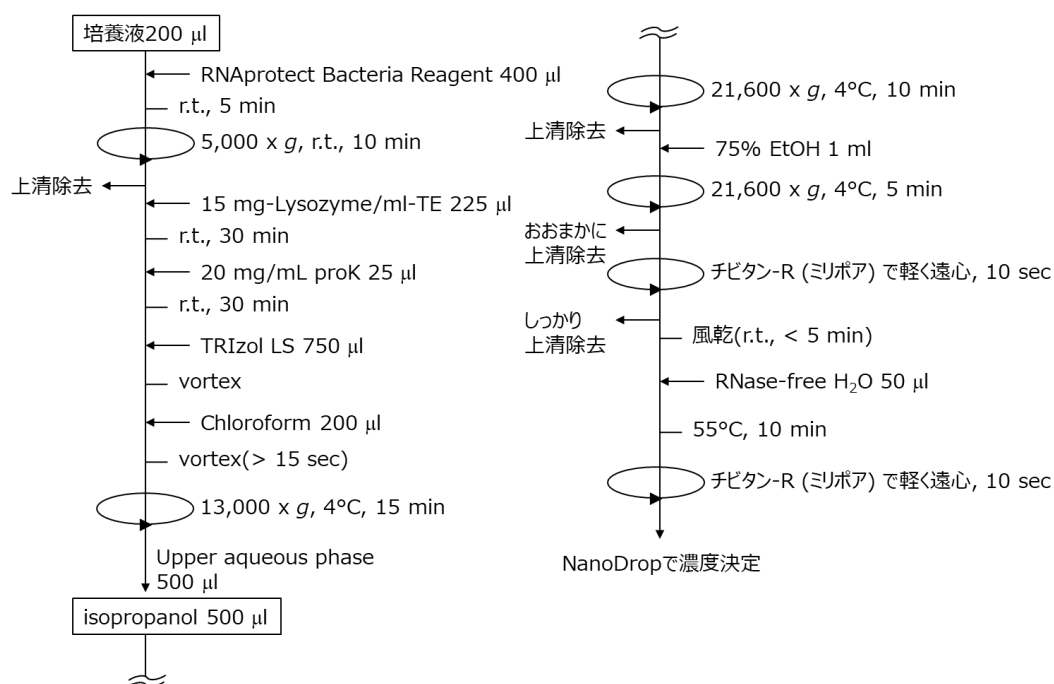 培養液200 μl
RNAprotect Bacteria Reagent 400 μl
r.t., 5 min
5,000 x g, r.t., 10 min
上清除去
15 mg-Lysozyme/ml-TE 225 μl
r.t., 30 min
20 mg/mL proK 25 μl
r.t., 30 min
TRIzol LS 750 μl
vortex
Chloroform 200 μl
vortex(> 15 sec)
13,000 x g, 4°C, 15 min
Upper aqueous phase
500 μl
isopropanol 500 μl
21,600 x g, 4°C, 10 min
上清除去
75% EtOH 1 ml
21,600 x g, 4°C, 5 min
おおまかに
上清除去
チビタン-R (ミリポア) で軽く遠心, 10 sec
しっかり
上清除去
風乾(r.t., < 5 min)
RNase-free H₂O 50 μl
55°C, 10 min
チビタン-R (ミリポア) で軽く遠心, 10 sec
NanoDropで濃度決定